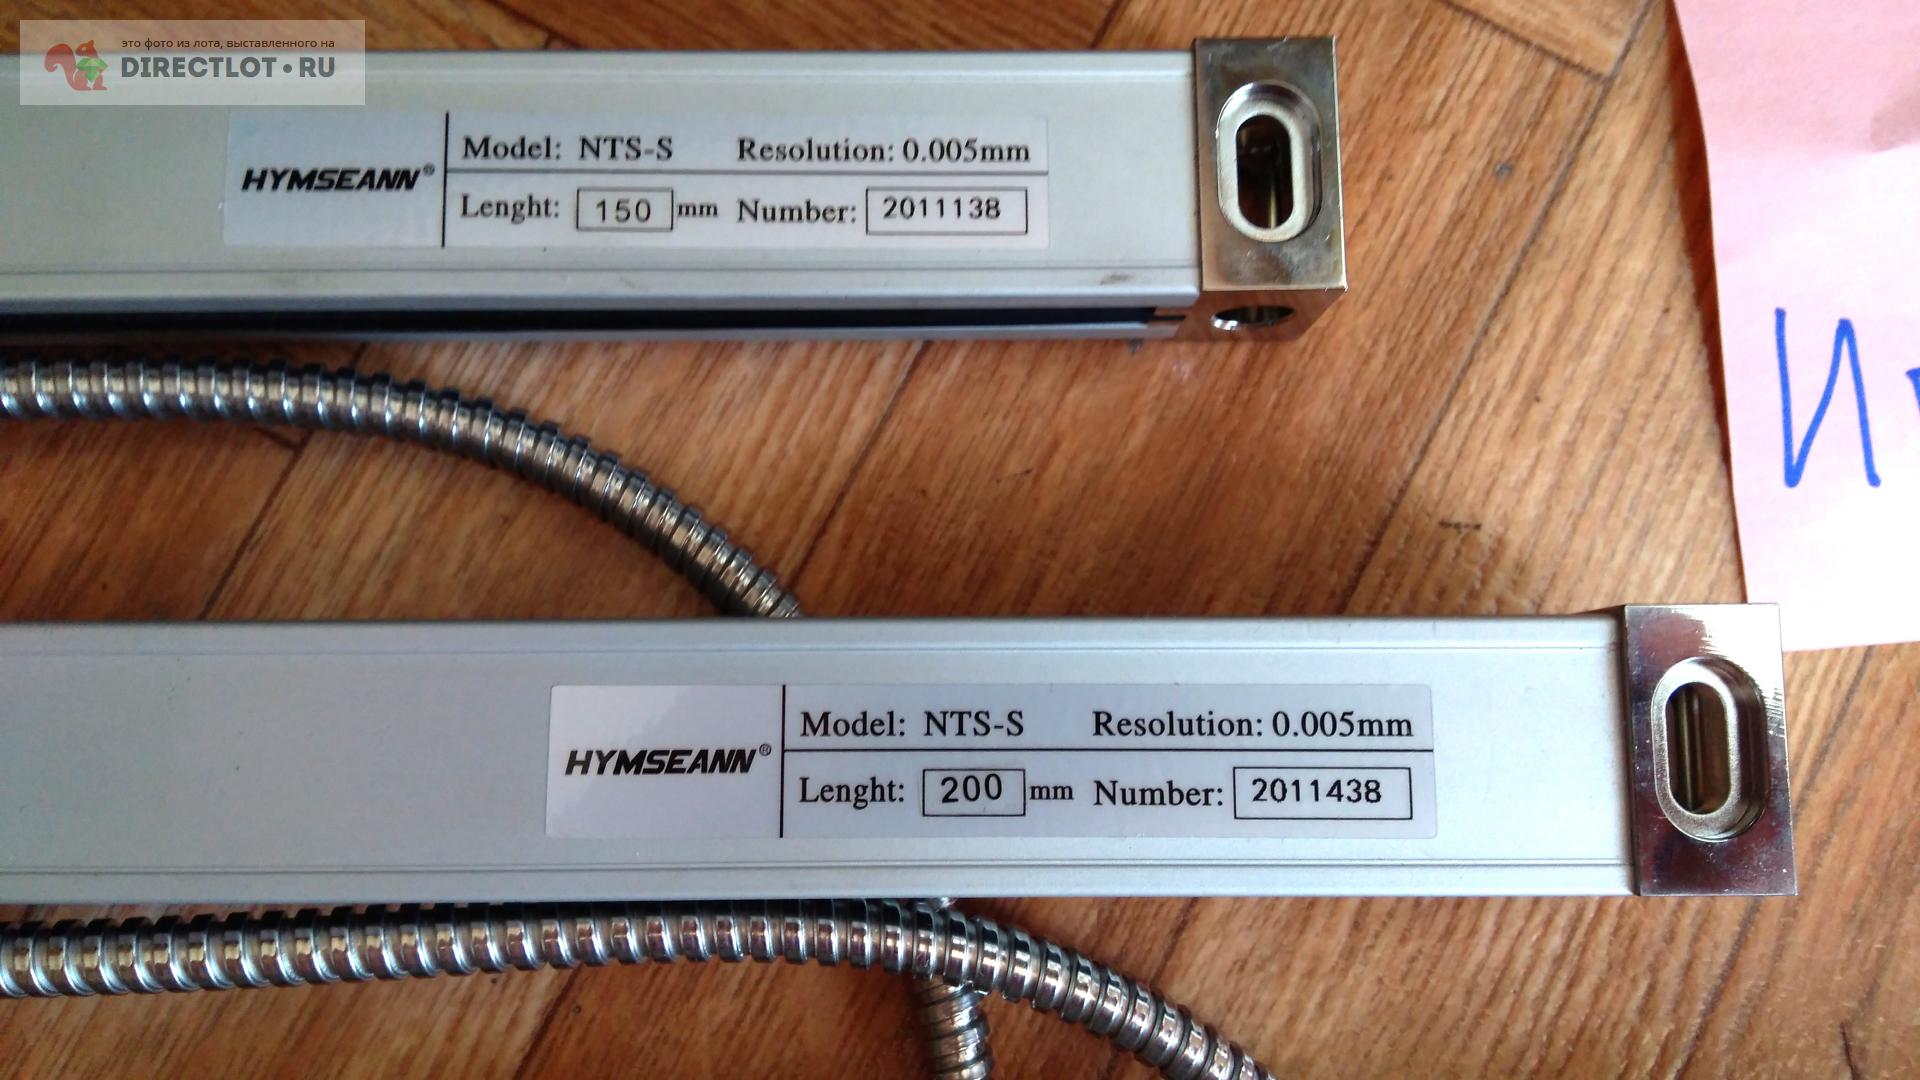 это фото из лота, выставленного на
DIRECTLOT•RU
HYMSEANN®
Model: NTS-S Resolution: 0.005mm
Lenght: 150 mm Number: 2011138
HYMSEANN®
Model: NTS-S Resolution: 0.005mm
Lenght: 200 mm Number: 2011438